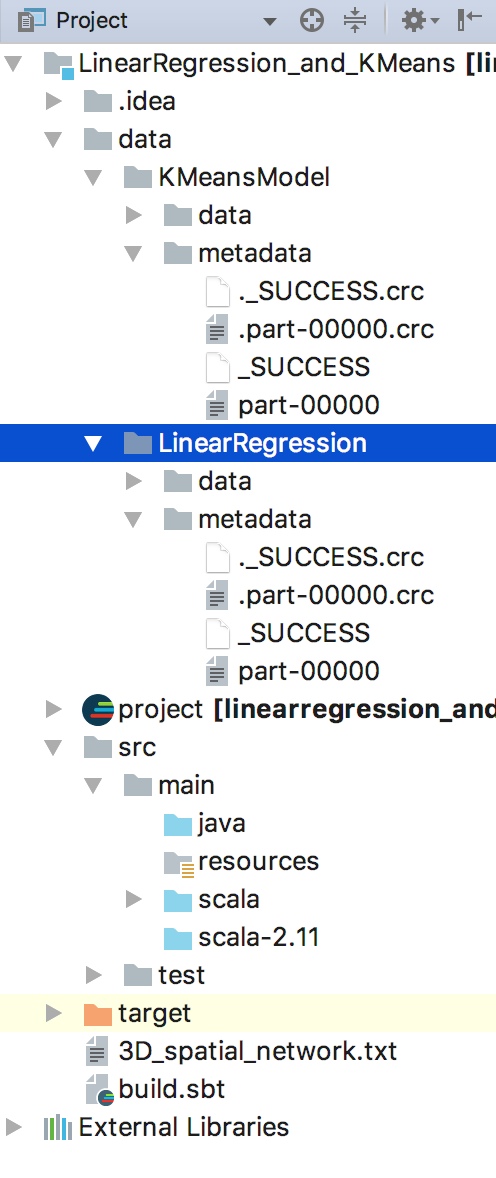 Project
LinearRegression_and_KMeans [li
.idea
data
KMeansModel
data
metadata
._SUCCESS.crc
.part-00000.crc
_SUCCESS
part-00000
LinearRegression
data
metadata
._SUCCESS.crc
.part-00000.crc
_SUCCESS
part-00000
project [linearregression_and
src
main
java
resources
scala
scala-2.11
test
target
3D_spatial_network.txt
build.sbt
External Libraries